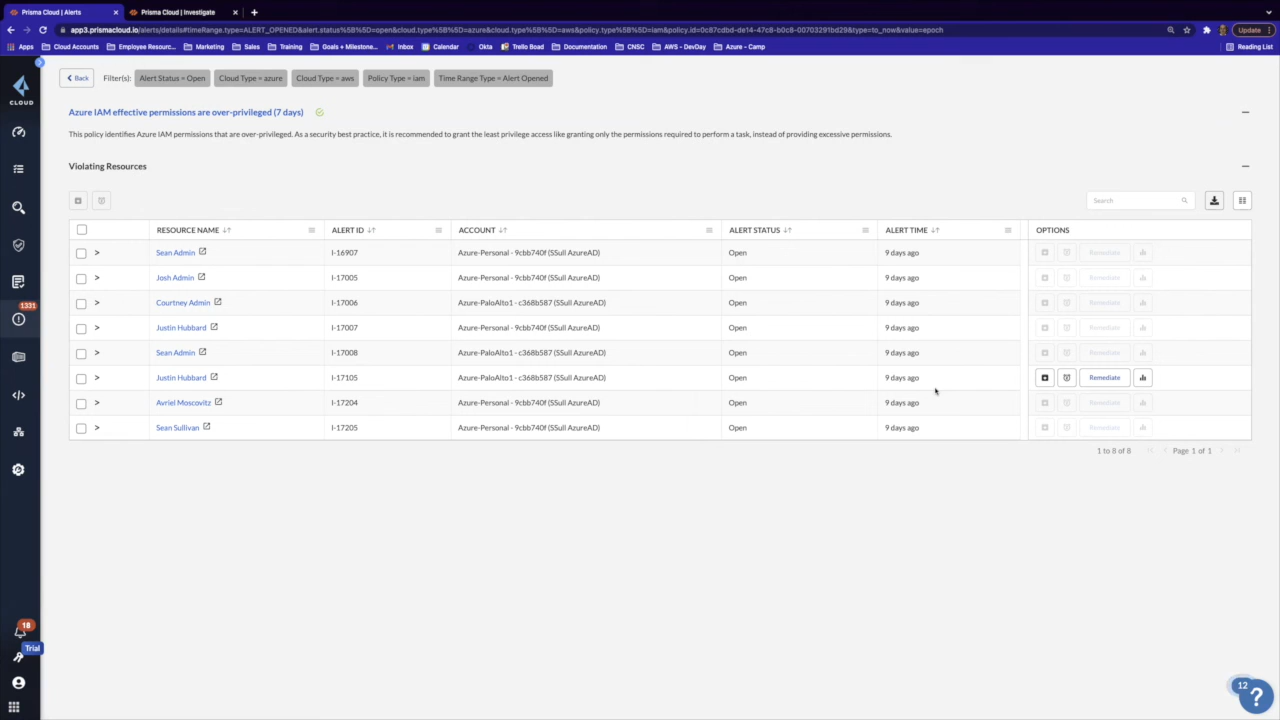 Prisma Cloud | Alerts
Prisma Cloud | Investigate
app3.prismacloud.io/alerts/details#timeRange.type=ALERT_OPENED&alert.status%5B%5D=open&cloud.type%5B%5D=azure&cloud.type%5B%5D=aws&policy.type%5B%5D=iam&policy.id=0c87cdbd-de14-47c8-b0c8-00703291bd29&type=to_now&value=epoch
Update
Apps Cloud Accounts Employee Resourc... Marketing Sales Training Goals + Milestone... Inbox Calendar Okta Trello Board Documentation CNSC AWS - DevDay Azure - Camp Reading List
CLOUD
Back Filter(s): Alert Status = Open Cloud Type = azure Cloud Type = aws Policy Type = iam Time Range Type = Alert Opened
Azure IAM effective permissions are over-privileged (7 days)
This policy identifies Azure IAM permissions that are over-privileged. As a security best practice, it is recommended to grant the least privilege access like granting only the permissions required to perform a task, instead of providing excessive permissions.
Violating Resources
Search
RESOURCE NAME ALERT ID ACCOUNT ALERT STATUS ALERT TIME OPTIONS
Sean Admin I-16907 Azure-Personal - 9cbb740f (SSull AzureAD) Open 9 days ago Remediate
Josh Admin I-17005 Azure-Personal - 9cbb740f (SSull AzureAD) Open 9 days ago Remediate
Courtney Admin I-17006 Azure-PaloAlto1 - c368b587 (SSull AzureAD) Open 9 days ago Remediate
Justin Hubbard I-17007 Azure-Personal - 9cbb740f (SSull AzureAD) Open 9 days ago Remediate
Sean Admin I-17008 Azure-PaloAlto1 - c368b587 (SSull AzureAD) Open 9 days ago Remediate
Justin Hubbard I-17105 Azure-PaloAlto1 - c368b587 (SSull AzureAD) Open 9 days ago Remediate
Avriel Moscovitz I-17204 Azure-Personal - 9cbb740f (SSull AzureAD) Open 9 days ago Remediate
Sean Sullivan I-17205 Azure-Personal - 9cbb740f (SSull AzureAD) Open 9 days ago Remediate
1 to 8 of 8 Page 1 of 1
1331
18
Trial
12
?